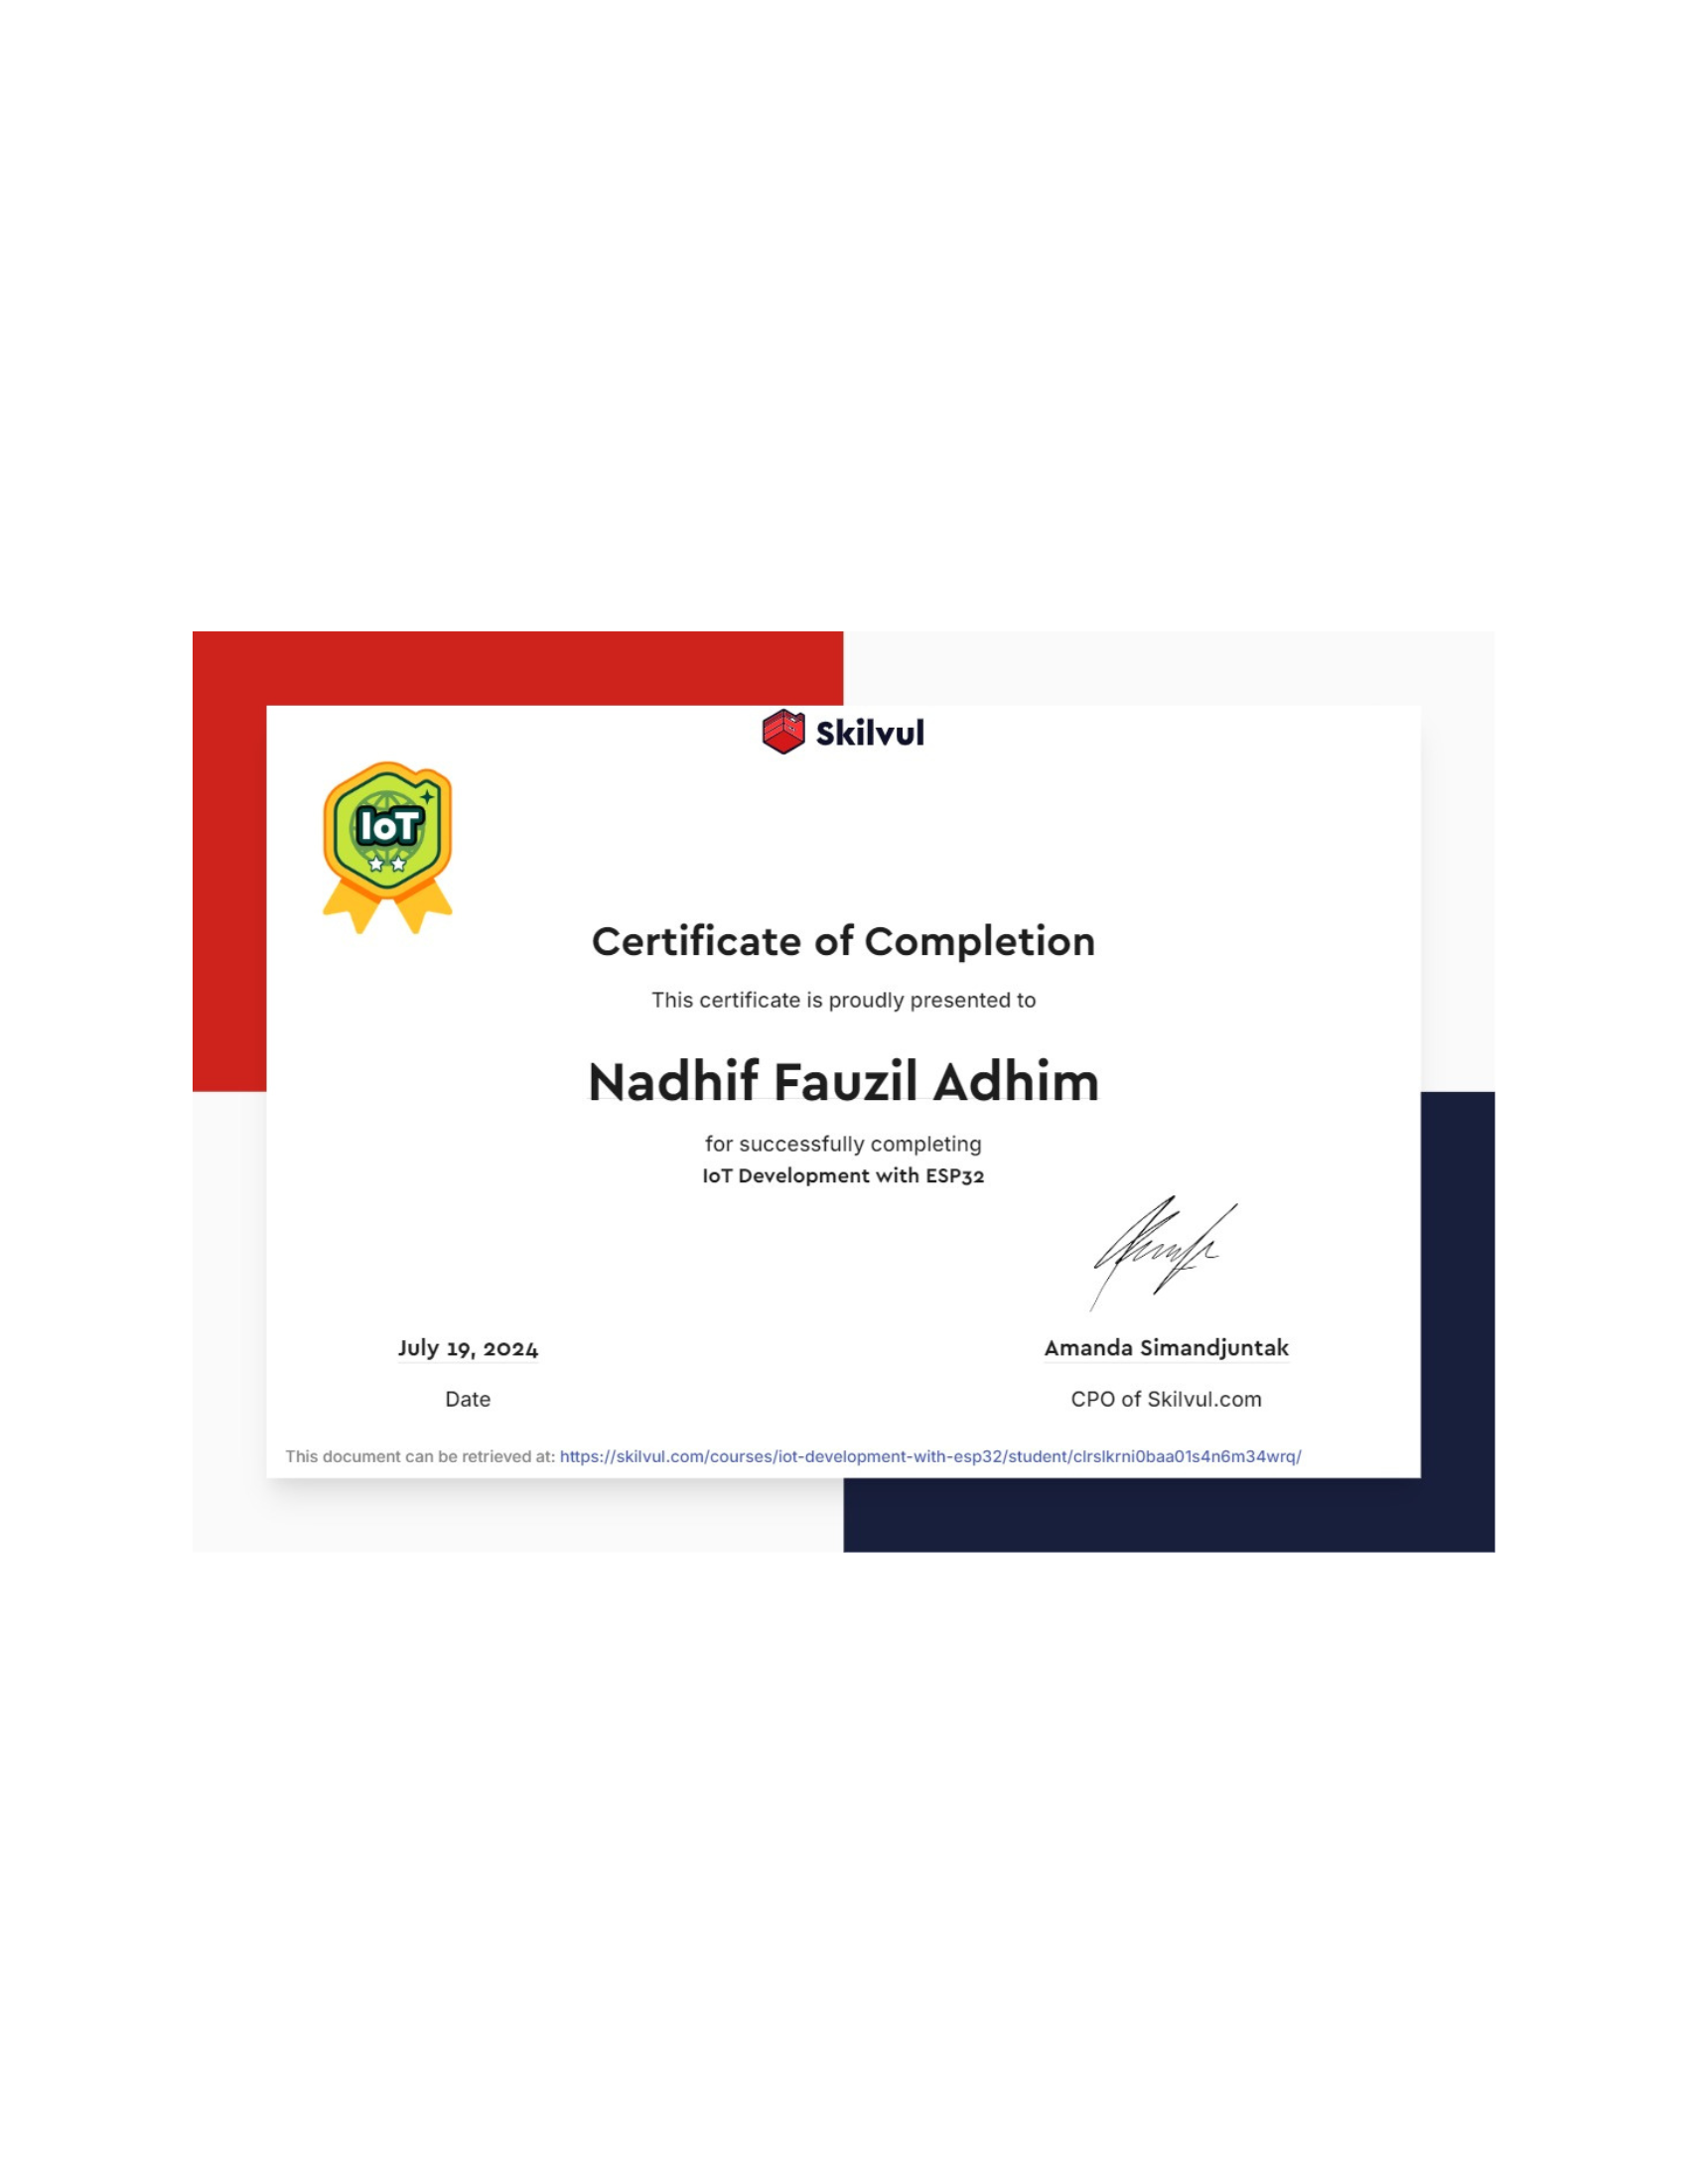 Skilvul
IoT
Certificate of Completion
This certificate is proudly presented to
Nadhif Fauzil Adhim
for successfully completing
IoT Development with ESP32
July 19, 2024
Amanda Simandjuntak
Date
CPO of Skilvul.com
This document can be retrieved at: https://skilvul.com/courses/iot-development-with-esp32/student/clrslkrni0baa01s4n6m34wrq/